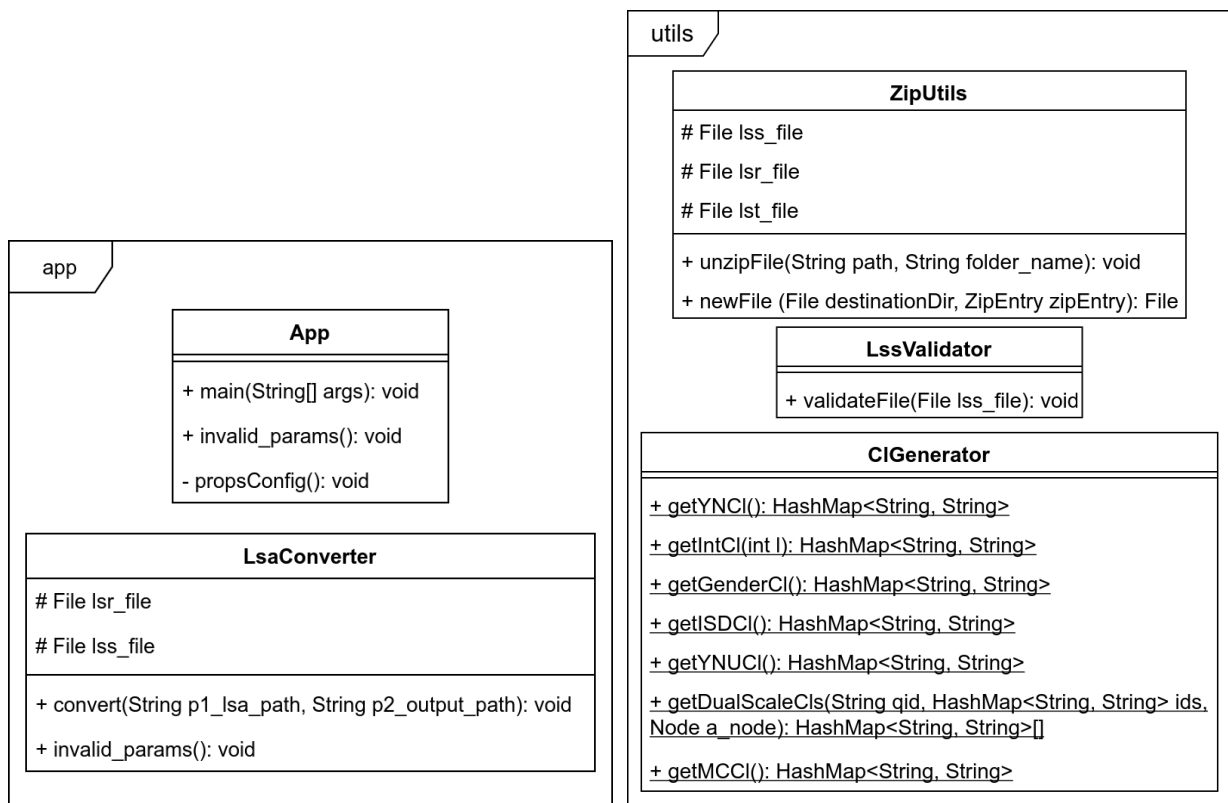 app
App
+ main(String[] args): void
+ invalid_params(): void
- propsConfig(): void
LsaConverter
# File lsr_file
# File lss_file
+ convert(String p1_lsa_path, String p2_output_path): void
+ invalid_params(): void
utils
ZipUtils
# File lss_file
# File lsr_file
# File lst_file
+ unzipFile(String path, String folder_name): void
+ newFile (File destinationDir, ZipEntry zipEntry): File
LssValidator
+ validateFile(File lss_file): void
ClGenerator
+ getYNCl(): HashMap<String, String>
+ getIntCl(int l): HashMap<String, String>
+ getGenderCl(): HashMap<String, String>
+ getISDCl(): HashMap<String, String>
+ getYNUCl(): HashMap<String, String>
+ getDualScaleCls(String qid, HashMap<String, String> ids,
Node a_node): HashMap<String, String>[]
+ getMCCl(): HashMap<String, String>